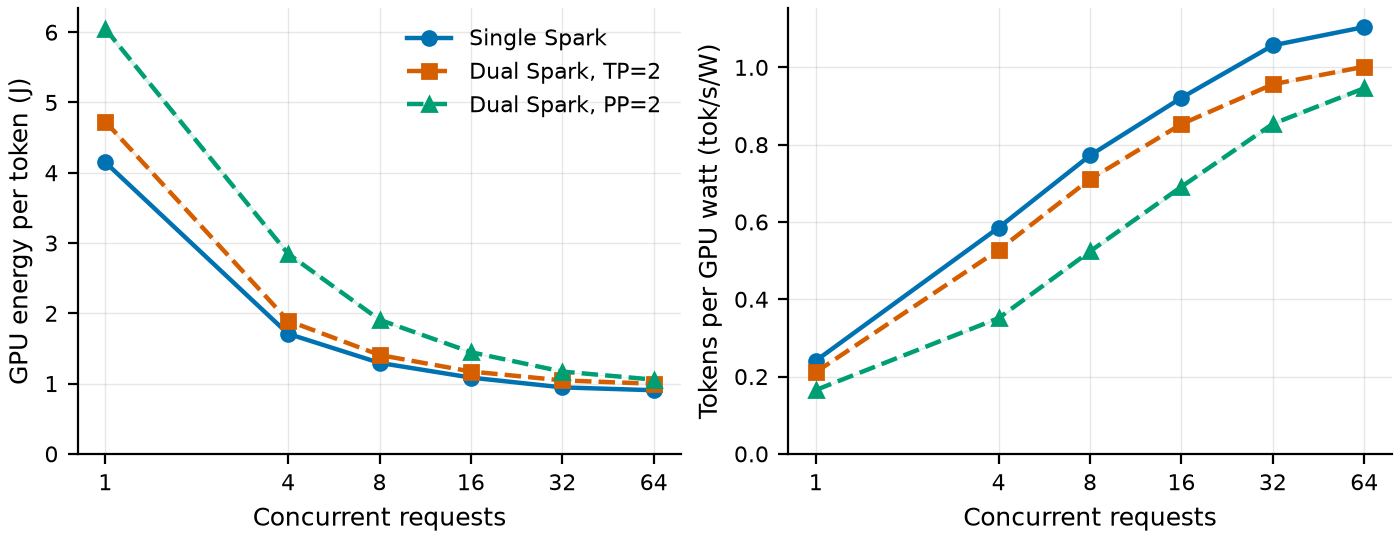 GPU energy per token (J)
6
5
4
3
2
1
0
Single Spark
Dual Spark, TP=2
Dual Spark, PP=2
1 4 8 16 32 64
Concurrent requests
Tokens per GPU watt (tok/s/W)
1.0
0.8
0.6
0.4
0.2
0.0
1 4 8 16 32 64
Concurrent requests